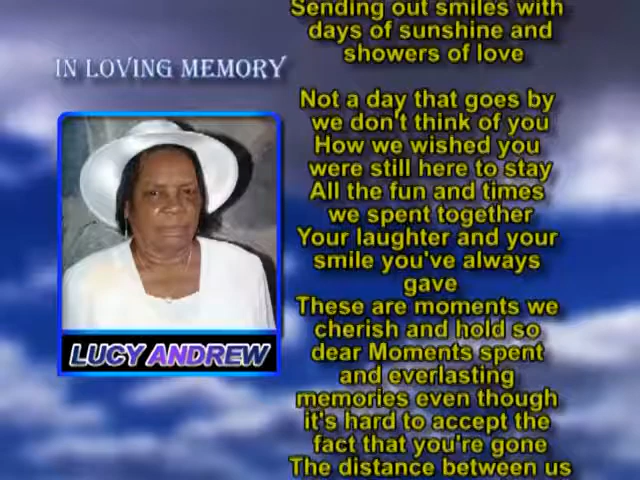 IN LOVING MEMORY
LUCY ANDREW
Sending out smiles with
days of sunshine and
showers of love
Not a day that goes by
we don't think of you
How we wished you
were still here to stay
All the fun and times
we spent together
Your laughter and your
smile you've always
gave
These are moments we
cherish and hold so
dear Moments spent
and everlasting
memories even though
it's hard to accept the
fact that you're gone
The distance between us